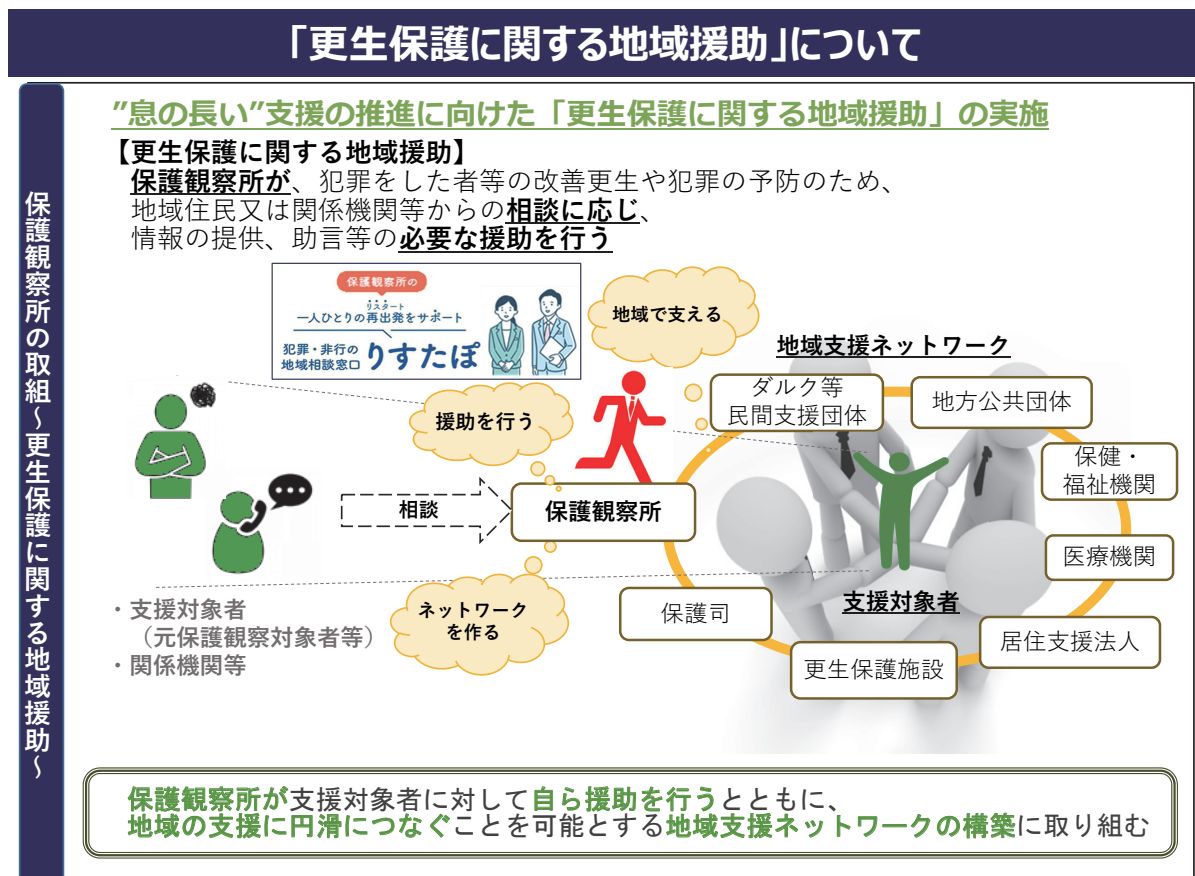 「更生保護に関する地域援助」について
保護観察所の取組～更生保護に関する地域援助～
”息の長い”支援の推進に向けた「更生保護に関する地域援助」の実施
【更生保護に関する地域援助】
保護観察所が、犯罪をした者等の改善更生や犯罪の予防のため、
地域住民又は関係機関等からの相談に応じ、
情報の提供、助言等の必要な援助を行う
保護観察所の
リスタート
一人ひとりの再出発をサポート
犯罪・非行の
地域相談窓口
りすたぽ
地域で支える
援助を行う
相談
保護観察所
ネットワーク
を作る
・支援対象者
（元保護観察対象者等）
・関係機関等
地域支援ネットワーク
ダルク等
民間支援団体
地方公共団体
保健・
福祉機関
医療機関
居住支援法人
更生保護施設
保護司
支援対象者
保護観察所が支援対象者に対して自ら援助を行うとともに、
地域の支援に円滑につなぐことを可能とする地域支援ネットワークの構築に取り組む